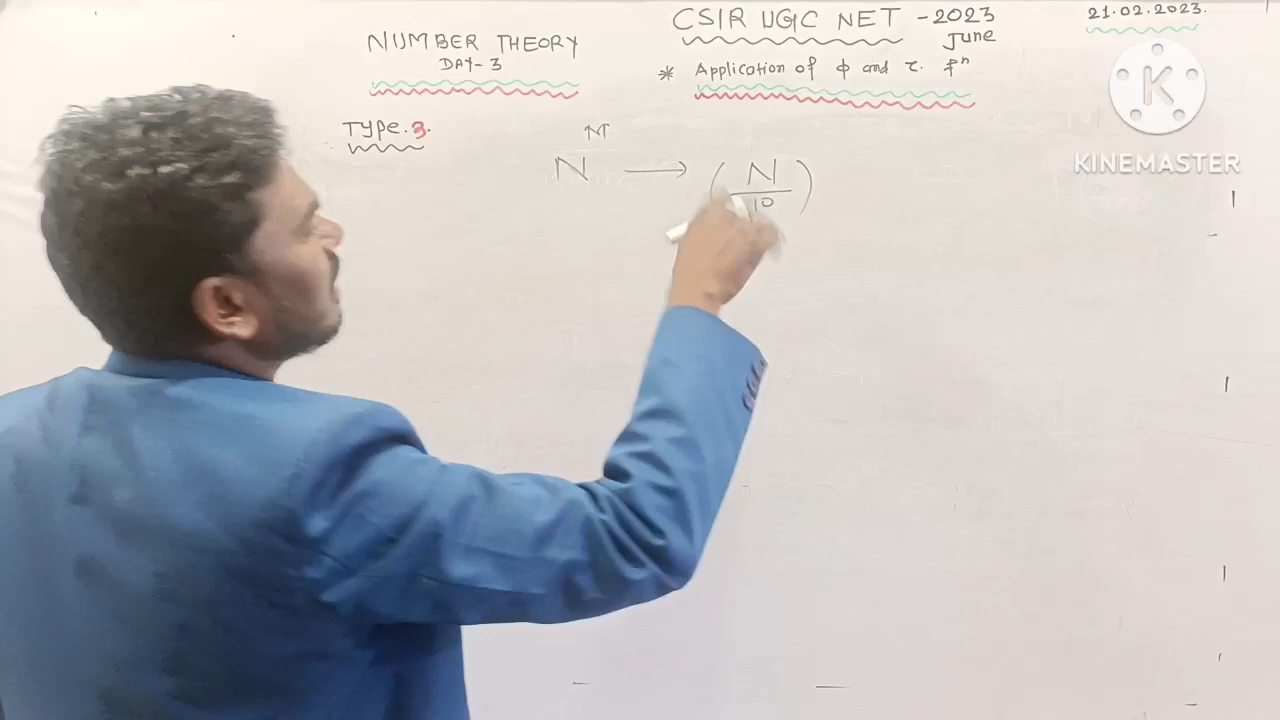 CSIR UGC NET - 2023
June
21.02.2023.
NUMBER THEORY
DAY-3
* Application of ϕ and τ. fⁿ
K
KINEMASTER
Type.3.
N → (N/10)